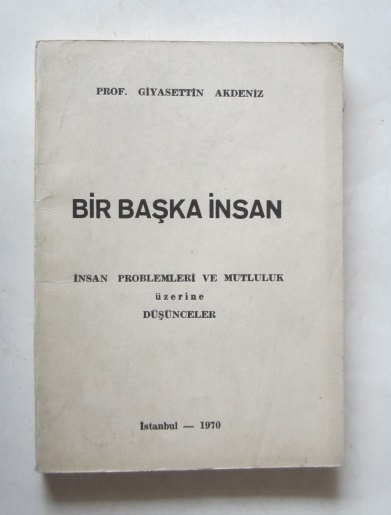 PROF. GİYASETTİN AKDENİZ
BİR BAŞKA İNSAN
İNSAN PROBLEMLERİ VE MUTLULUK
üzerine
DÜŞÜNCELER
İstanbul — 1970